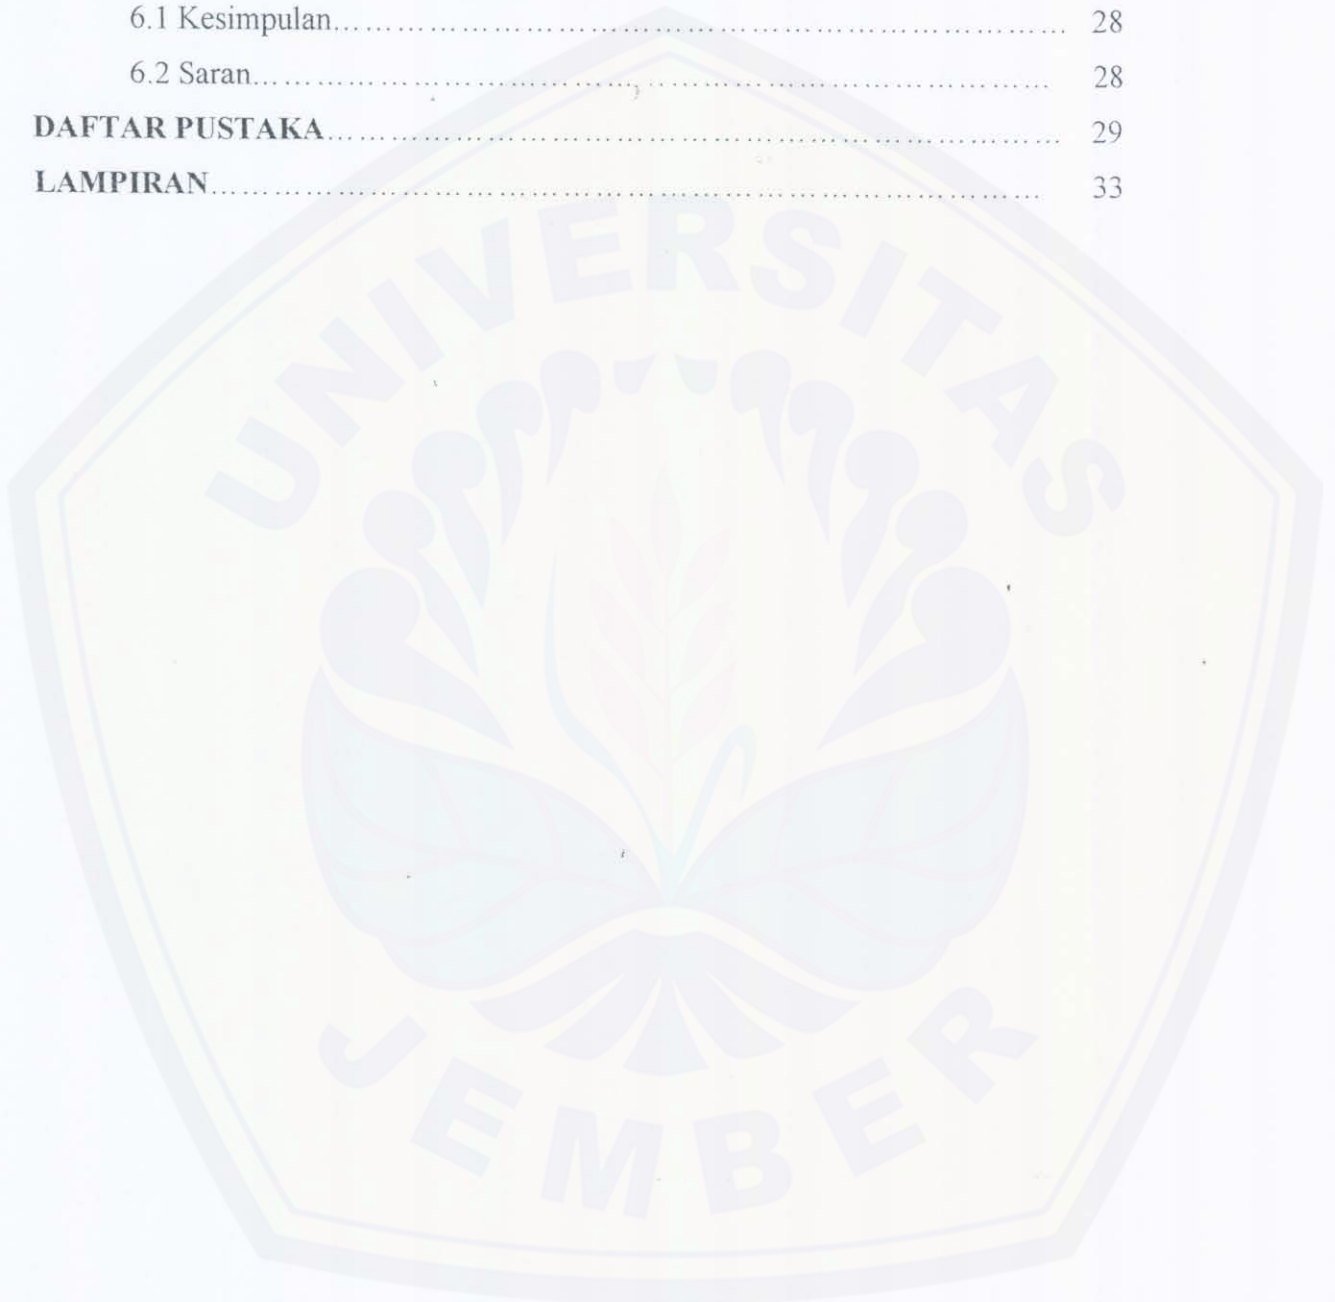 6.1 Kesimpulan........................................................................ 28
6.2 Saran........................................................................ 28
DAFTAR PUSTAKA........................................................................ 29
LAMPIRAN........................................................................ 33
UNIVERSITAS
JEMBER